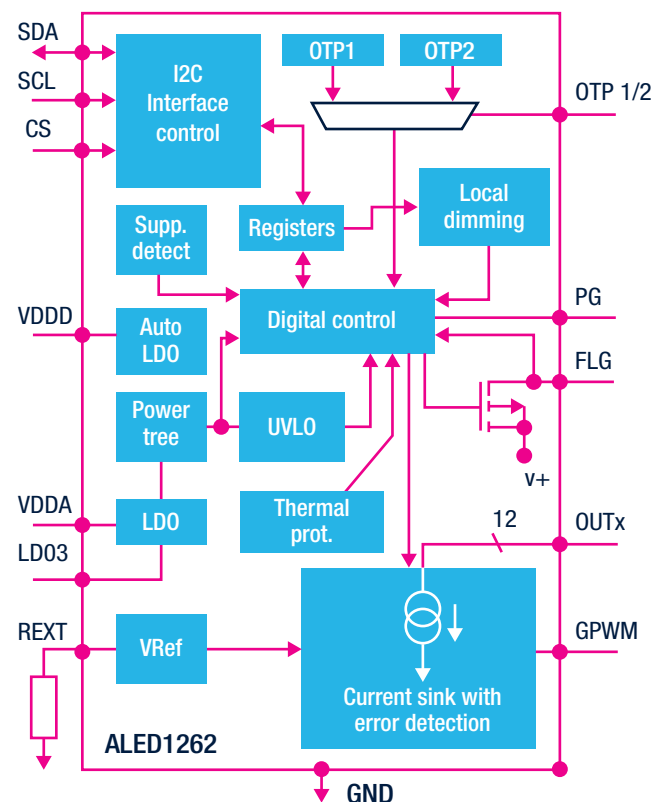 SDA
SCL
CS
I2C
Interface
control
OTP1
OTP2
OTP 1/2
Supp.
detect
Registers
Local
dimming
VDDD
Auto
LDO
Digital control
PG
FLG
Power
tree
UVLO
v+
VDDA
LDO
LD03
Thermal
prot.
12
OUTx
REXT
VRef
GPWM
Current sink with
error detection
ALED1262
GND